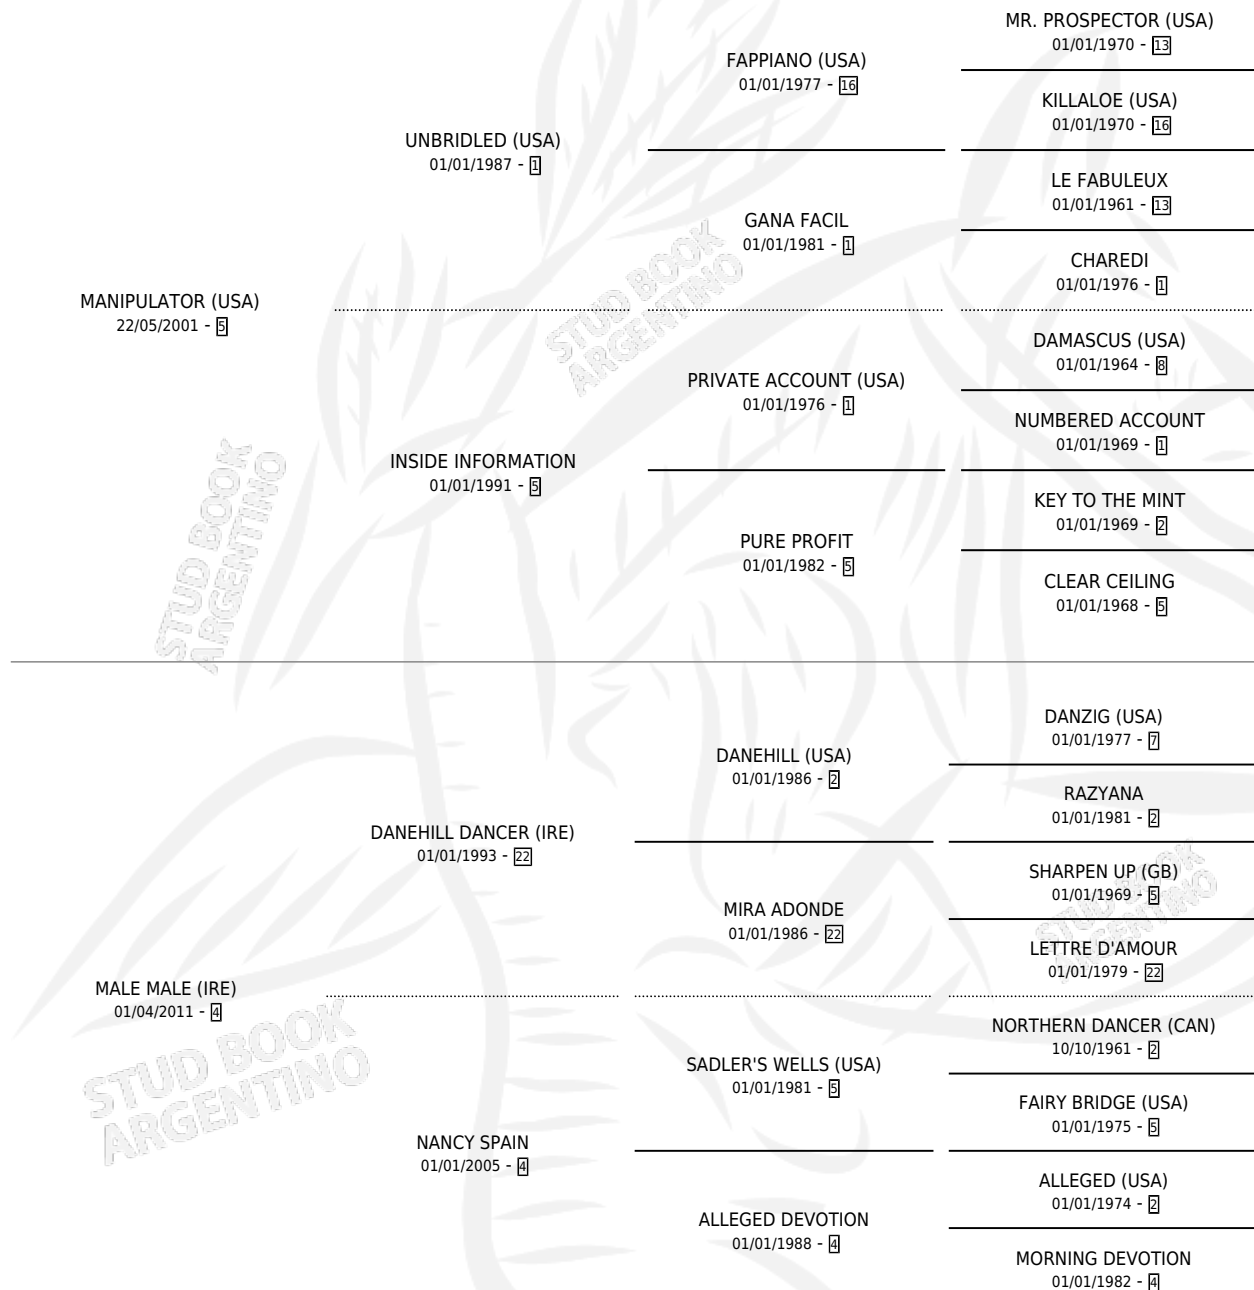 MR. PROSPECTOR (USA)
01/01/1970 - 13
FAPPIANO (USA)
01/01/1977 - 16
KILLALOE (USA)
01/01/1970 - 16
UNBRIDLED (USA)
01/01/1987 - 1
LE FABULEUX
01/01/1961 - 13
GANA FACIL
01/01/1981 - 1
CHAREDI
01/01/1976 - 1
MANIPULATOR (USA)
22/05/2001 - 5
STUD BOOK
ARGENTINO
DAMASCUS (USA)
01/01/1964 - 8
PRIVATE ACCOUNT (USA)
01/01/1976 - 1
NUMBERED ACCOUNT
01/01/1969 - 1
INSIDE INFORMATION
01/01/1991 - 5
KEY TO THE MINT
01/01/1969 - 2
PURE PROFIT
01/01/1982 - 5
CLEAR CEILING
01/01/1968 - 5
STUD BOOK
ARGENTINO
DANZIG (USA)
01/01/1977 - 7
DANEHILL (USA)
01/01/1986 - 2
RAZYANA
01/01/1981 - 2
DANEHILL DANCER (IRE)
01/01/1993 - 22
SHARPEN UP (GB)
01/01/1969 - 5
MIRA ADONDE
01/01/1986 - 22
STUD BOOK
ARGENTINO
LETTRE D'AMOUR
01/01/1979 - 22
MALE MALE (IRE)
01/04/2011 - 4
STUD BOOK
ARGENTINO
NORTHERN DANCER (CAN)
10/10/1961 - 2
SADLER'S WELLS (USA)
01/01/1981 - 5
FAIRY BRIDGE (USA)
01/01/1975 - 5
NANCY SPAIN
01/01/2005 - 4
ALLEGED (USA)
01/01/1974 - 2
ALLEGED DEVOTION
01/01/1988 - 4
MORNING DEVOTION
01/01/1982 - 4